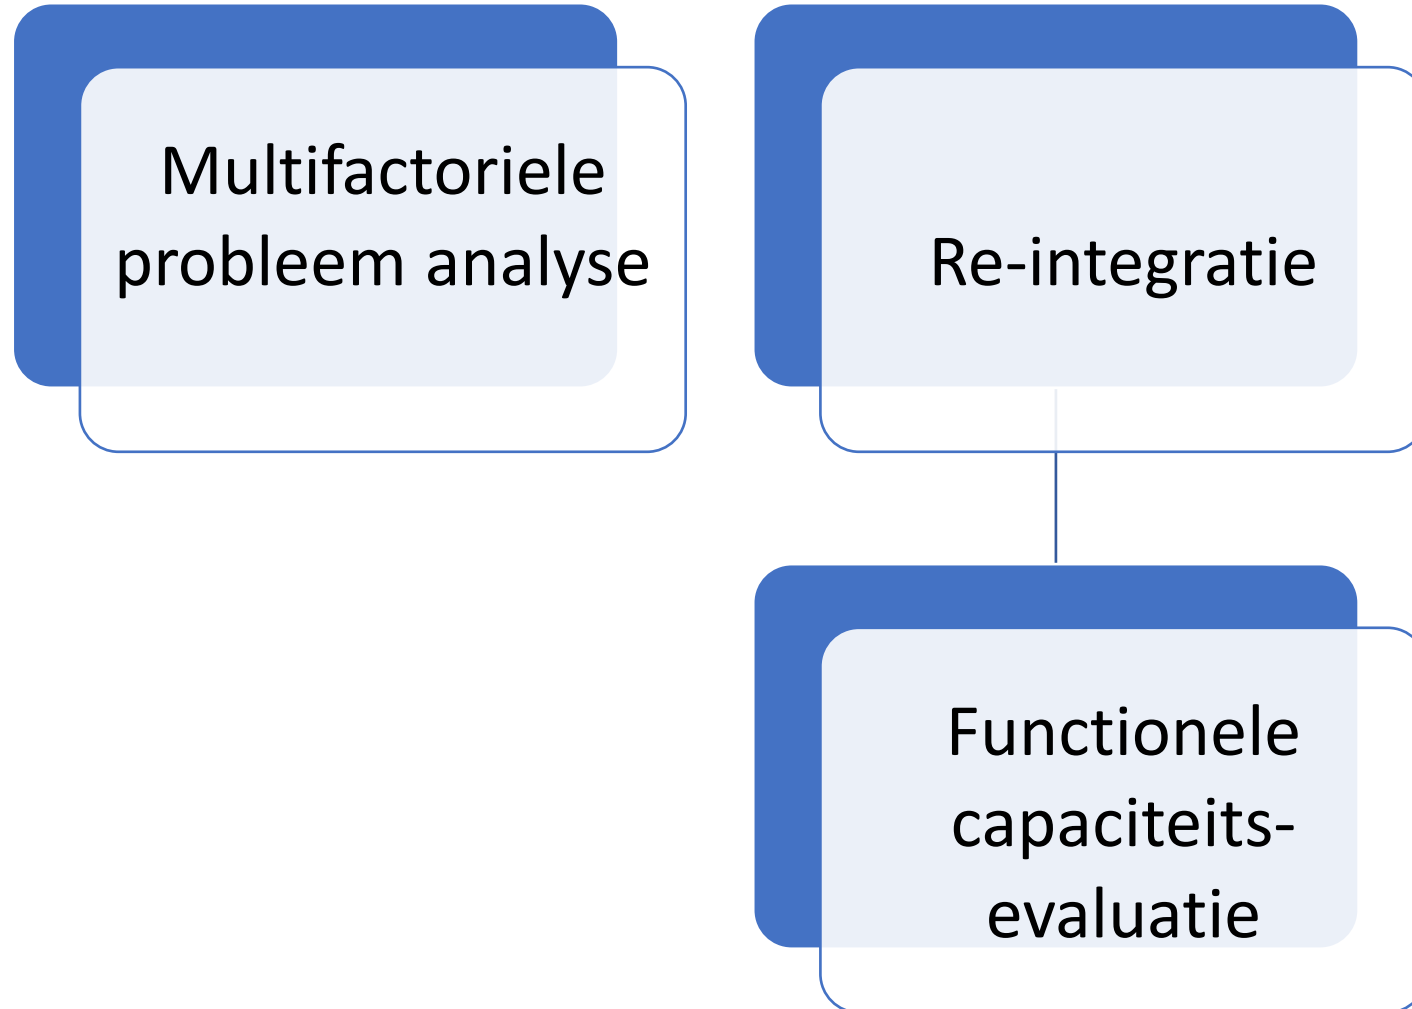 Multifactoriele
probleem analyse
Re-integratie
Functionele
capaciteits-
evaluatie